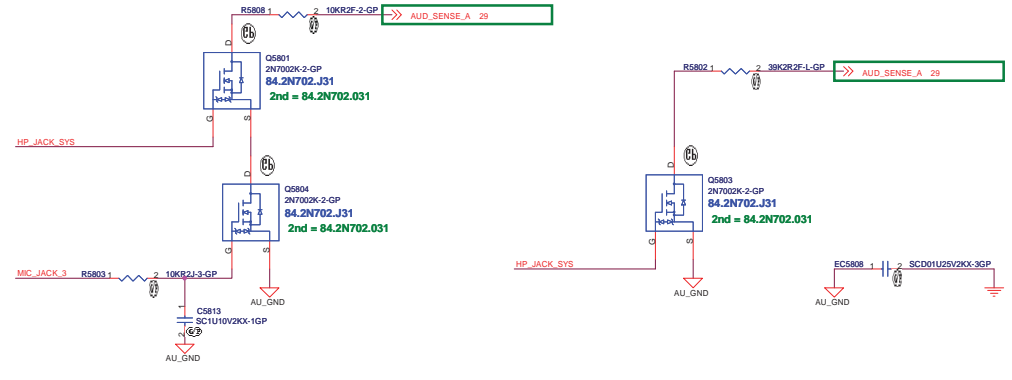 R5808 1 2 10KR2F-2-GP AUD_SENSE_A 29
D
Q5801
2N7002K-2-GP
84.2N702.J31
2nd = 84.2N702.031
G S
HP_JACK_SYS
D
Q5804
2N7002K-2-GP
84.2N702.J31
2nd = 84.2N702.031
G S
MIC_JACK_3 R5803 1 2 10KR2J-3-GP
AU_GND
1
C5813
SC1U10V2KX-1GP
2
AU_GND
R5802 1 2 39K2R2F-L-GP AUD_SENSE_A 29
D
Q5803
2N7002K-2-GP
84.2N702.J31
2nd = 84.2N702.031
G S
HP_JACK_SYS
AU_GND
EC5808 1 2 SCD01U25V2KX-3GP
AU_GND